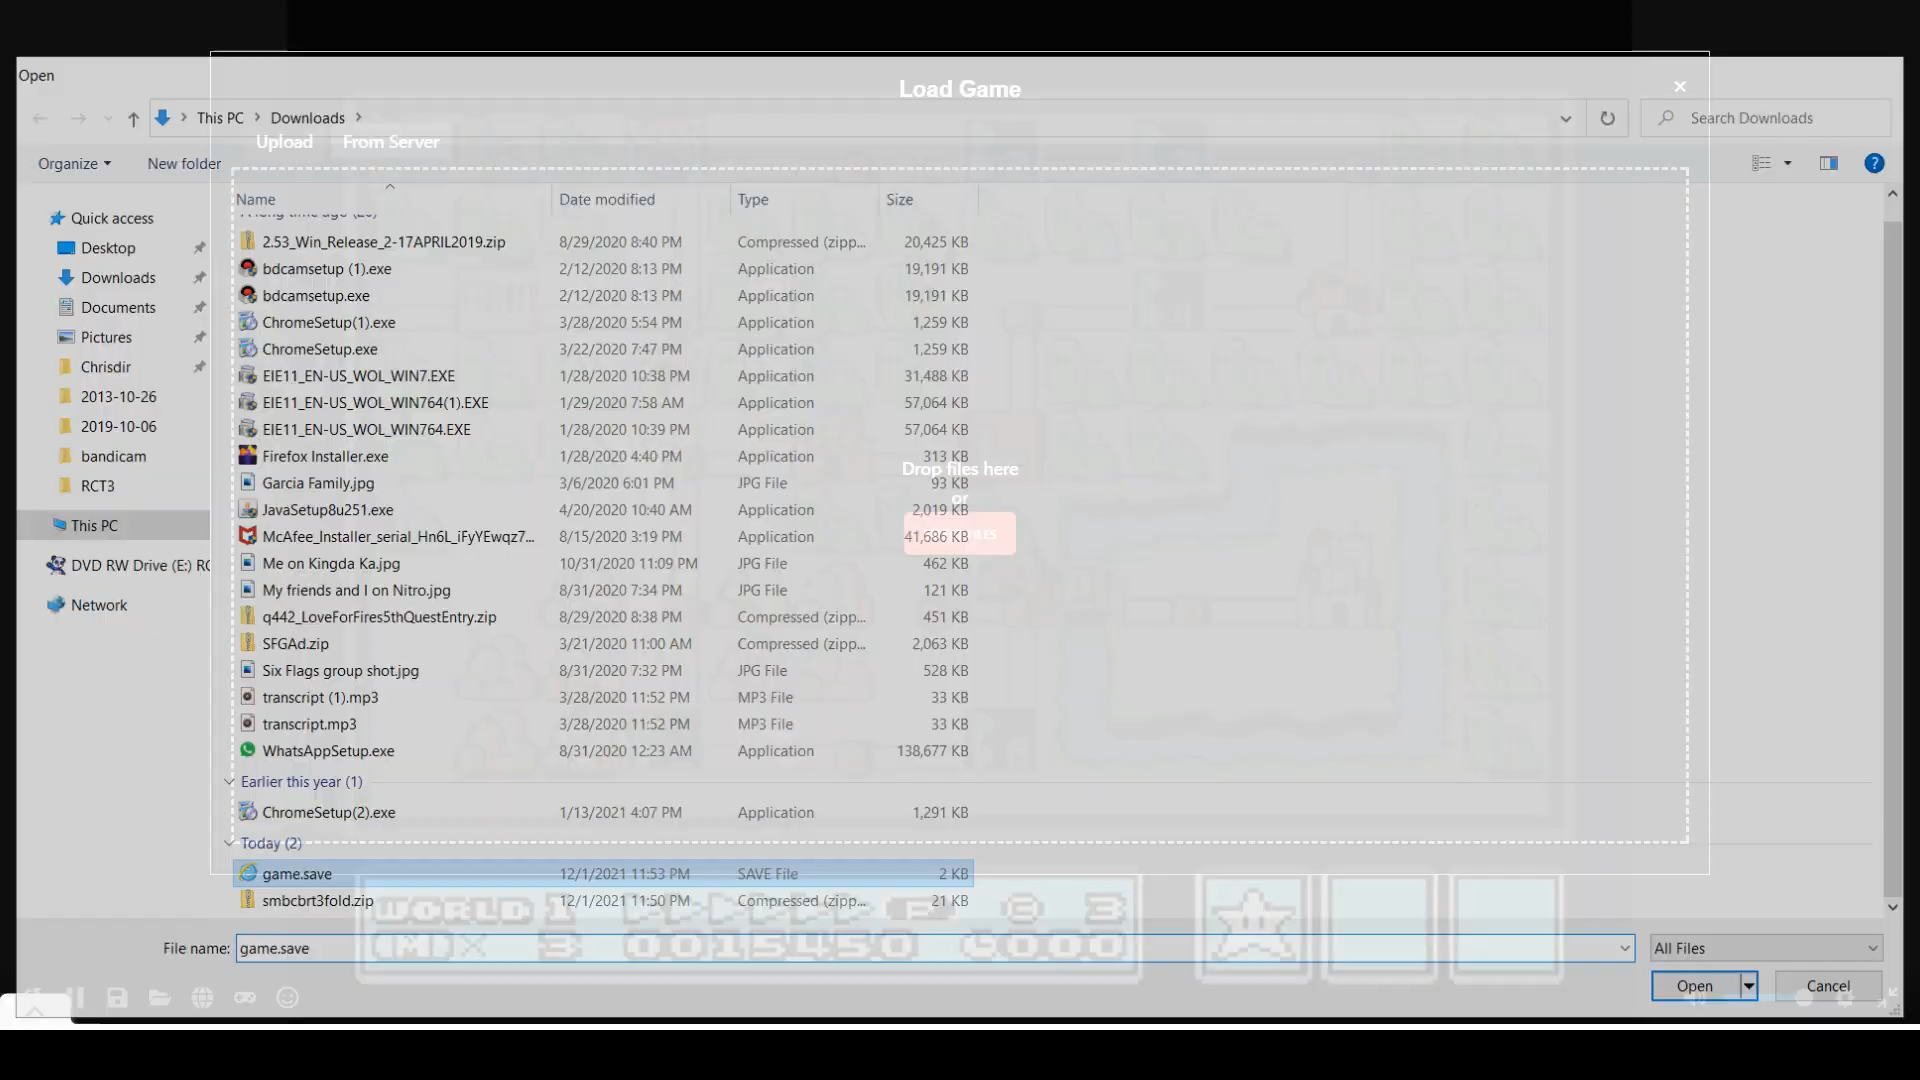 Open
Load Game
This PC > Downloads >
Search Downloads
Upload From Server
Organize New folder
Name Date modified Type Size
2.53_Win_Release_2-17APRIL2019.zip 8/29/2020 8:40 PM Compressed (zipp... 20,425 KB
bdcamsetup (1).exe 2/12/2020 8:13 PM Application 19,191 KB
bdcamsetup.exe 2/12/2020 8:13 PM Application 19,191 KB
ChromeSetup(1).exe 3/28/2020 5:54 PM Application 1,259 KB
ChromeSetup.exe 3/22/2020 7:47 PM Application 1,259 KB
EIE11_EN-US_WOL_WIN7.EXE 1/28/2020 10:38 PM Application 31,488 KB
EIE11_EN-US_WOL_WIN764(1).EXE 1/29/2020 7:58 AM Application 57,064 KB
EIE11_EN-US_WOL_WIN764.EXE 1/28/2020 10:39 PM Application 57,064 KB
Firefox Installer.exe 1/28/2020 4:40 PM Application 313 KB
Garcia Family.jpg 3/6/2020 6:01 PM JPG File 93 KB
JavaSetup8u251.exe 4/20/2020 10:40 AM Application 2,019 KB
McAfee_Installer_serial_Hn6L_iFyYEwqz7... 8/15/2020 3:19 PM Application 41,686 KB
Me on Kingda Ka.jpg 10/31/2020 11:09 PM JPG File 462 KB
My friends and I on Nitro.jpg 8/31/2020 7:34 PM JPG File 121 KB
q442_LoveForFires5thQuestEntry.zip 8/29/2020 8:38 PM Compressed (zipp... 451 KB
SFGAd.zip 3/21/2020 11:00 AM Compressed (zipp... 2,063 KB
Six Flags group shot.jpg 8/31/2020 7:32 PM JPG File 528 KB
transcript (1).mp3 3/28/2020 11:52 PM MP3 File 33 KB
transcript.mp3 3/28/2020 11:52 PM MP3 File 33 KB
WhatsAppSetup.exe 8/31/2020 12:23 AM Application 138,677 KB
Earlier this year (1)
ChromeSetup(2).exe 1/13/2021 4:07 PM Application 1,291 KB
Today (2)
game.save 12/1/2021 11:53 PM SAVE File 2 KB
smbcbrt3fold.zip 12/1/2021 11:50 PM Compressed (zipp... 21 KB
Quick access
Desktop
Downloads
Documents
Pictures
Chrisdir
2013-10-26
2019-10-06
bandicam
RCT3
This PC
DVD RW Drive (E:) RC
Network
Drop files here
or
WORLD 1 P 3
(M)X 3 0015450 4000
File name: game.save
All Files
Open Cancel